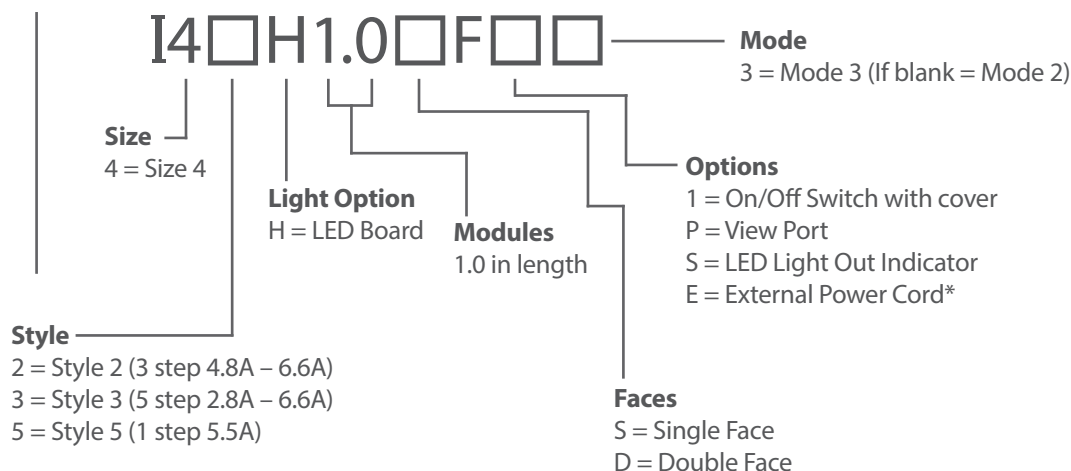 I4□H1.0□F□□
Mode
3 = Mode 3 (If blank = Mode 2)
Size
4 = Size 4
Options
1 = On/Off Switch with cover
P = View Port
S = LED Light Out Indicator
E = External Power Cord*
Light Option
H = LED Board
Modules
1.0 in length
Style
2 = Style 2 (3 step 4.8A – 6.6A)
3 = Style 3 (5 step 2.8A – 6.6A)
5 = Style 5 (1 step 5.5A)
Faces
S = Single Face
D = Double Face